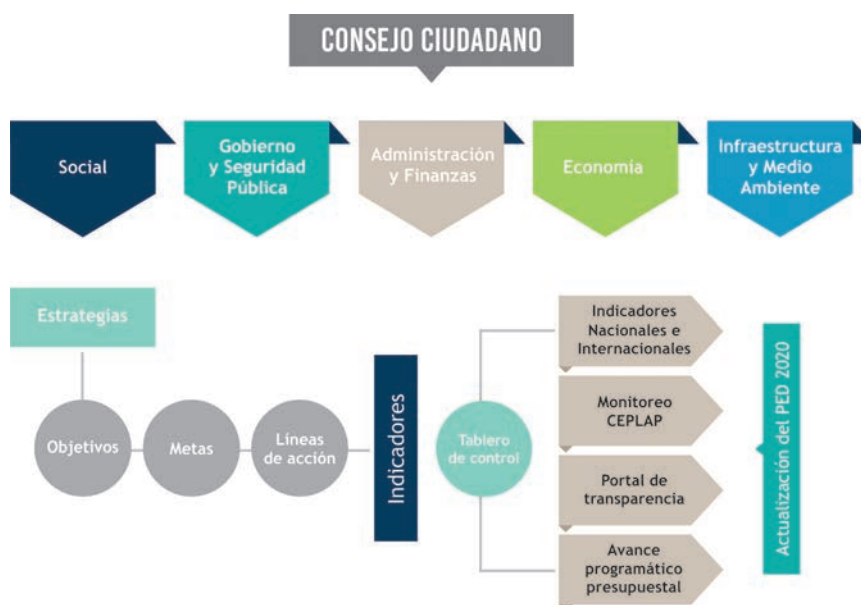 CONSEJO CIUDADANO
Social
Gobierno
y Seguridad
Pública
Administración
y Finanzas
Economía
Infraestructura
y Medio
Ambiente
Estrategias
Objetivos
Metas
Líneas
de acción
Indicadores
Tablero
de control
Indicadores
Nacionales e
Internacionales
Monitoreo
CEPLAP
Portal de
transparencia
Avance
programático
presupuestal
Actualización del PED 2020